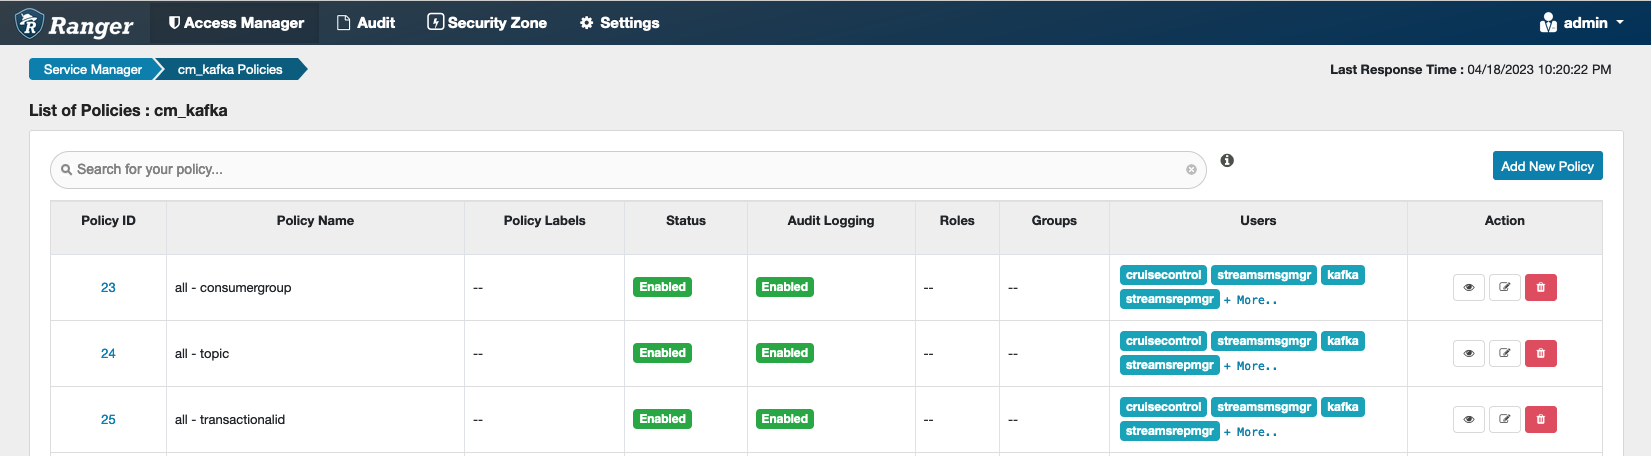 Ranger Access Manager Audit Security Zone Settings admin
Service Manager cm_kafka Policies Last Response Time : 04/18/2023 10:20:22 PM
List of Policies : cm_kafka
Search for your policy... Add New Policy
Policy ID Policy Name Policy Labels Status Audit Logging Roles Groups Users Action
23 all - consumergroup -- Enabled Enabled -- -- cruisecontrol streamsmsgmgr kafka
streamsrepmgr + More..
24 all - topic -- Enabled Enabled -- -- cruisecontrol streamsmsgmgr kafka
streamsrepmgr + More..
25 all - transactionalid -- Enabled Enabled -- -- cruisecontrol streamsmsgmgr kafka
streamsrepmgr + More..